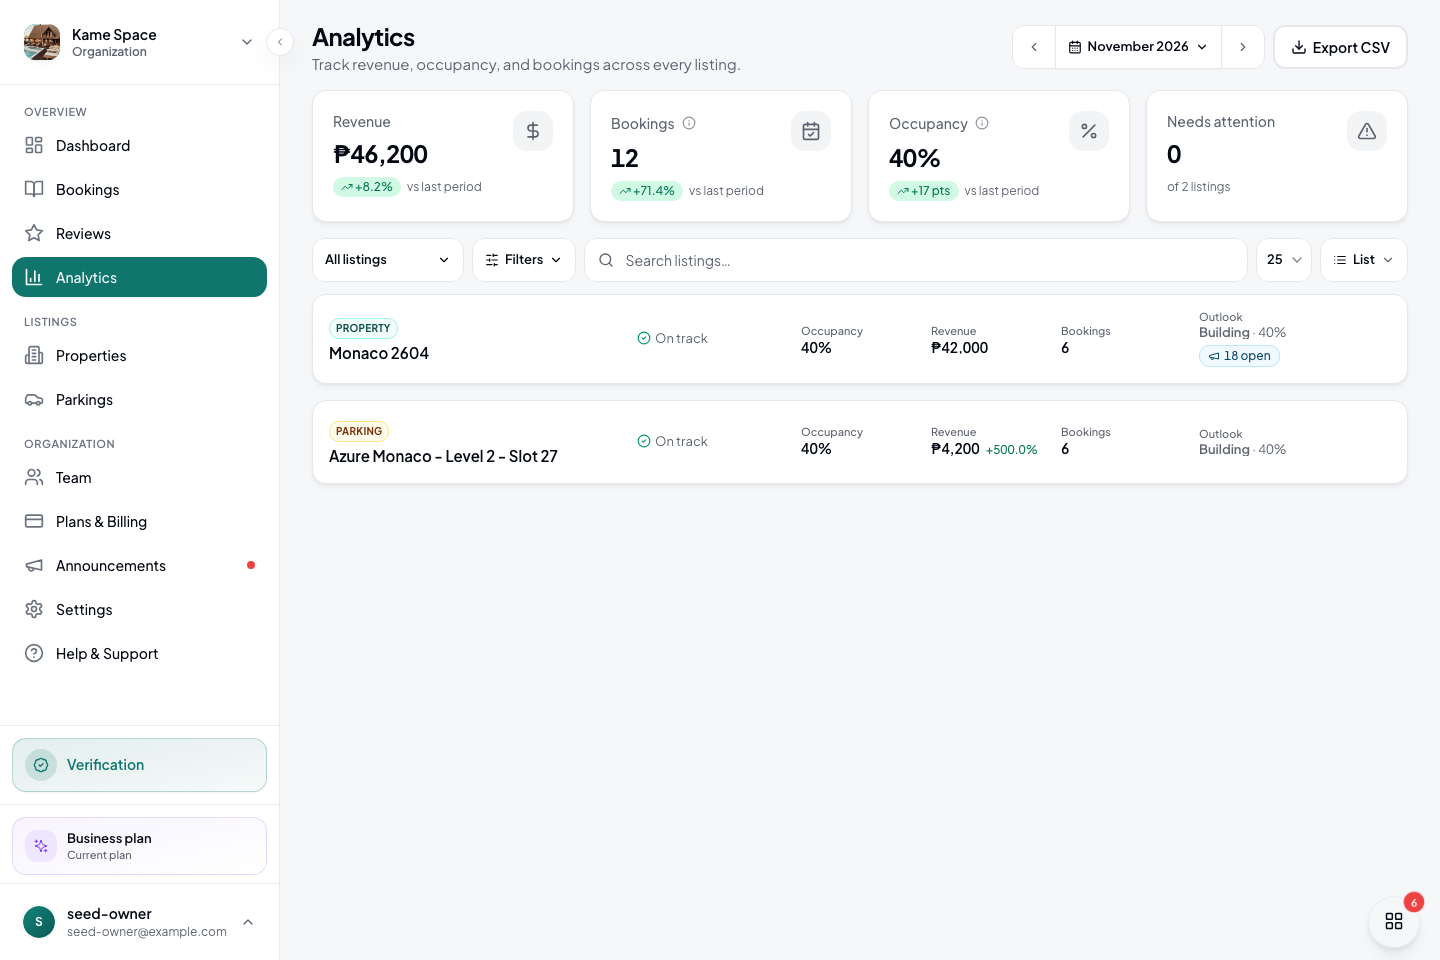 Kame Space
Organization
OVERVIEW
Dashboard
Bookings
Reviews
Analytics
LISTINGS
Properties
Parkings
ORGANIZATION
Team
Plans & Billing
Announcements
Settings
Help & Support
Verification
Business plan
Current plan
S
seed-owner
seed-owner@example.com
Analytics
Track revenue, occupancy, and bookings across every listing.
November 2026
Export CSV
Revenue
₱46,200
+8.2% vs last period
Bookings
12
+71.4% vs last period
Occupancy
40%
+17 pts vs last period
Needs attention
0
of 2 listings
All listings
Filters
Search listings...
25
List
PROPERTY
Monaco 2604
On track
Occupancy
40%
Revenue
₱42,000
Bookings
6
Outlook
Building · 40%
18 open
PARKING
Azure Monaco - Level 2 - Slot 27
On track
Occupancy
40%
Revenue
₱4,200 +500.0%
Bookings
6
Outlook
Building · 40%
6